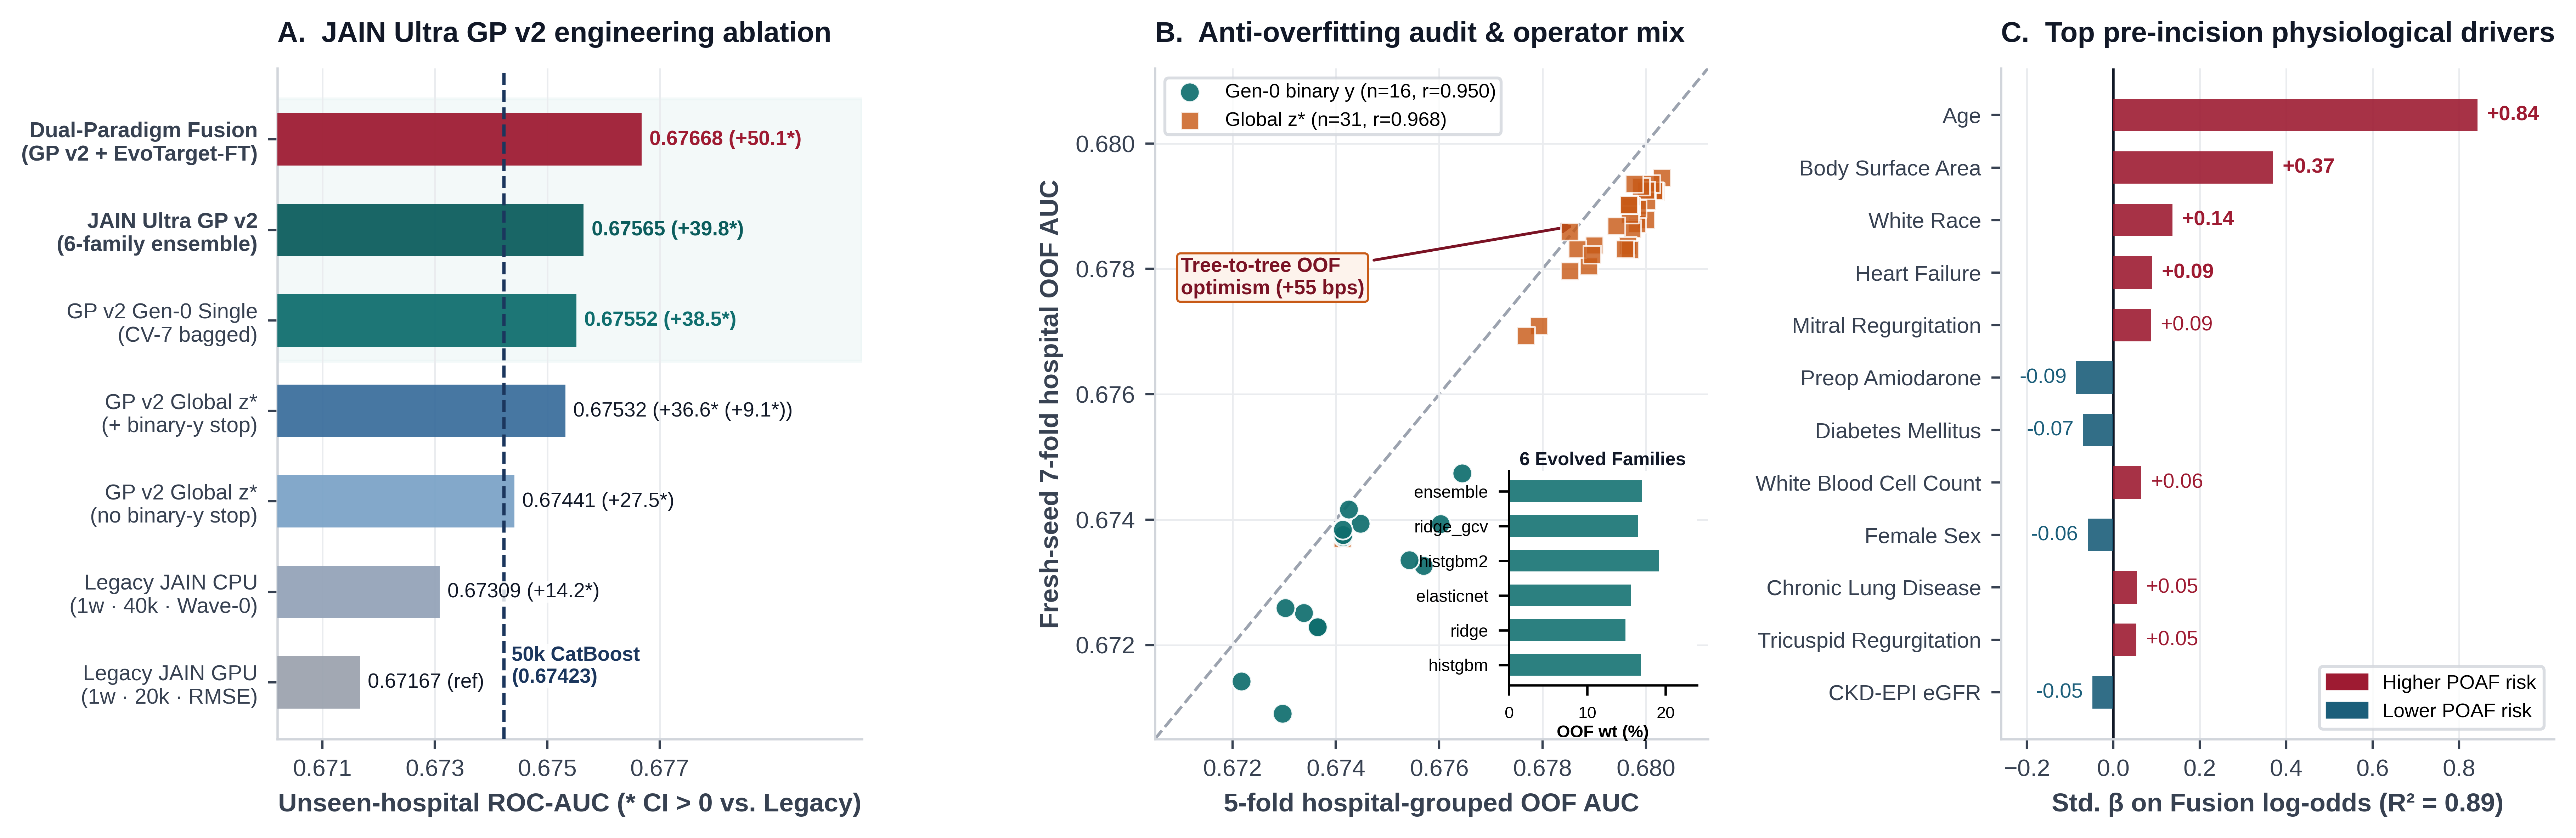 A. JAIN Ultra GP v2 engineering ablation
Dual-Paradigm Fusion
(GP v2 + EvoTarget-FT)
0.67668 (+50.1*)
JAIN Ultra GP v2
(6-family ensemble)
0.67565 (+39.8*)
GP v2 Gen-0 Single
(CV-7 bagged)
0.67552 (+38.5*)
GP v2 Global z*
(+ binary-y stop)
0.67532 (+36.6* (+9.1*))
GP v2 Global z*
(no binary-y stop)
0.67441 (+27.5*)
Legacy JAIN CPU
(1w · 40k · Wave-0)
0.67309 (+14.2*)
Legacy JAIN GPU
(1w · 20k · RMSE)
0.67167 (ref)
50k CatBoost
(0.67423)
0.671
0.673
0.675
0.677
Unseen-hospital ROC-AUC (* CI > 0 vs. Legacy)
B. Anti-overfitting audit & operator mix
Gen-0 binary y (n=16, r=0.950)
Global z* (n=31, r=0.968)
Fresh-seed 7-fold hospital OOF AUC
0.680
0.678
0.676
0.674
0.672
Tree-to-tree OOF
optimism (+55 bps)
6 Evolved Families
ensemble
ridge_gcv
histgbm2
elasticnet
ridge
histgbm
0
10
20
OOF wt (%)
0.672
0.674
0.676
0.678
0.680
5-fold hospital-grouped OOF AUC
C. Top pre-incision physiological drivers
Age
+0.84
Body Surface Area
+0.37
White Race
+0.14
Heart Failure
+0.09
Mitral Regurgitation
+0.09
Preop Amiodarone
-0.09
Diabetes Mellitus
-0.07
White Blood Cell Count
+0.06
Female Sex
-0.06
Chronic Lung Disease
+0.05
Tricuspid Regurgitation
+0.05
CKD-EPI eGFR
-0.05
Higher POAF risk
Lower POAF risk
−0.2
0.0
0.2
0.4
0.6
0.8
Std. β on Fusion log-odds (R² = 0.89)